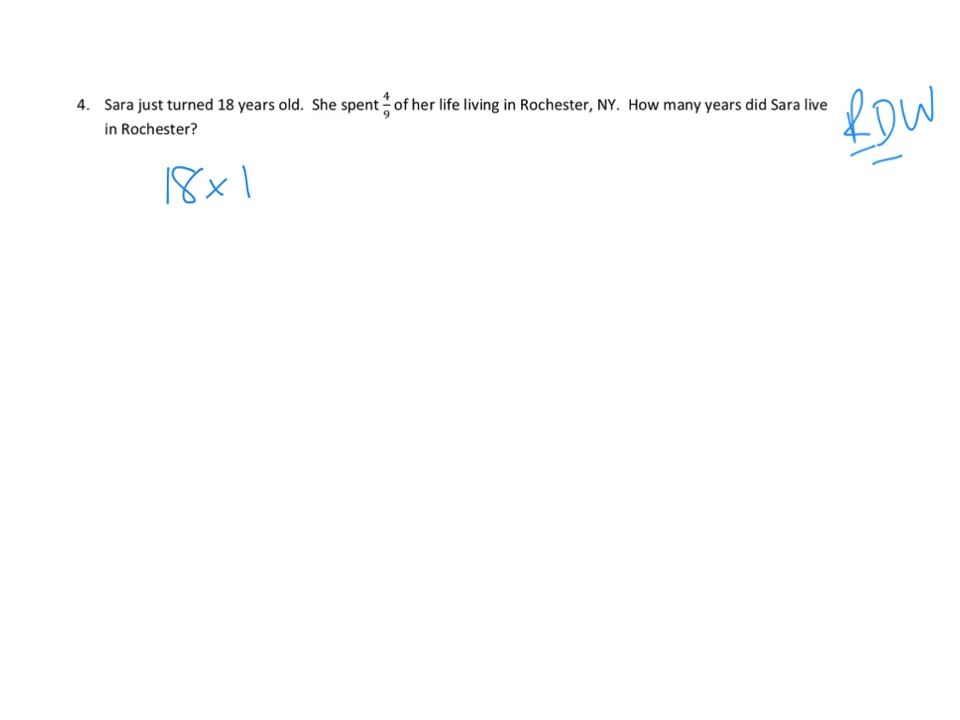 4. Sara just turned 18 years old. She spent 4/9 of her life living in Rochester, NY. How many years did Sara live
in Rochester?
RDW
18 x 1